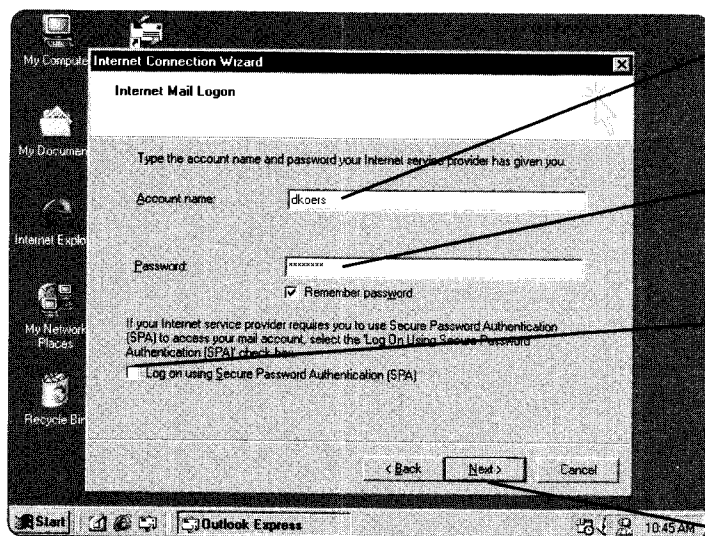 My Compute
Internet Connection Wizard
Internet Mail Logon
My Documen
Type the account name and password your Internet service provider has given you.
Account name:
dkoers
Internet Explo
Password:
********
Remember password
My Network
Places
If your Internet service provider requires you to use Secure Password Authentication
(SPA) to access your mail account, select the 'Log On Using Secure Password
Authentication (SPA)' check box.
Log on using Secure Password Authentication (SPA)
Recycle Bin
< Back
Next >
Cancel
Start
Outlook Express
10:45 AM